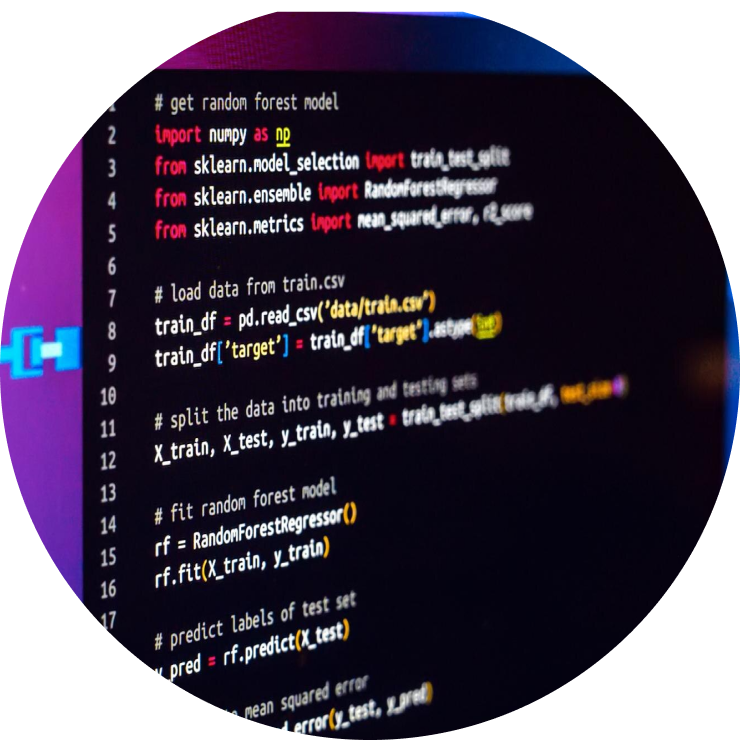 1 # get random forest model
2 import numpy as np
3 from sklearn.model_selection import train_test_split
4 from sklearn.ensemble import RandomForestRegressor
5 from sklearn.metrics import mean_squared_error, r2_score
6
7 # load data from train.csv
8 train_df = pd.read_csv('data/train.csv')
9 train_df['target'] = train_df['target'].astype(
10
11 # split the data into training and testing sets
12 X_train, X_test, y_train, y_test = train_test_split(train_df, test_size=
13
14 # fit random forest model
15 rf = RandomForestRegressor()
16 rf.fit(X_train, y_train)
17
# predict labels of test set
y_pred = rf.predict(X_test)
mean squared error
d_error(y_test, y_pred)